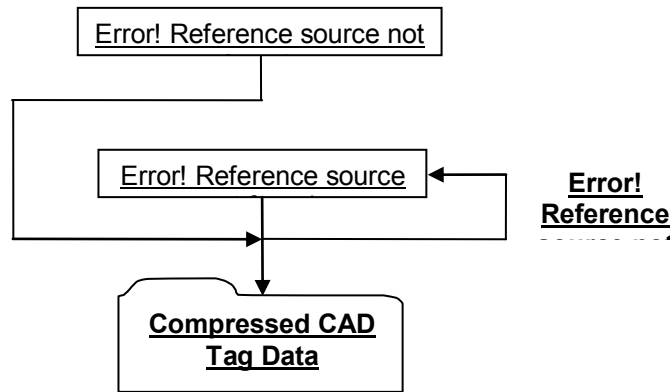 Error! Reference source not
Error! Reference source
Error!
Reference
Compressed CAD
Tag Data